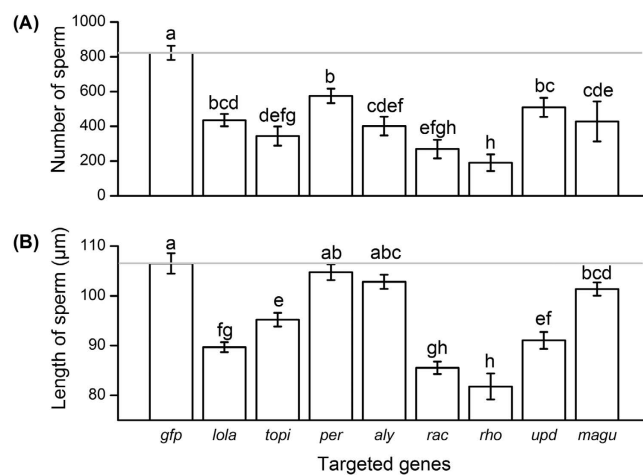 (A)
Number of sperm
1000
800
600
400
200
0
a
bcd
defg
b
cdef
efgh
h
bc
cde
(B)
Length of sperm (μm)
110
100
90
80
a
fg
e
ab
abc
gh
h
ef
bcd
gfp lola topi per aly rac rho upd magu
Targeted genes